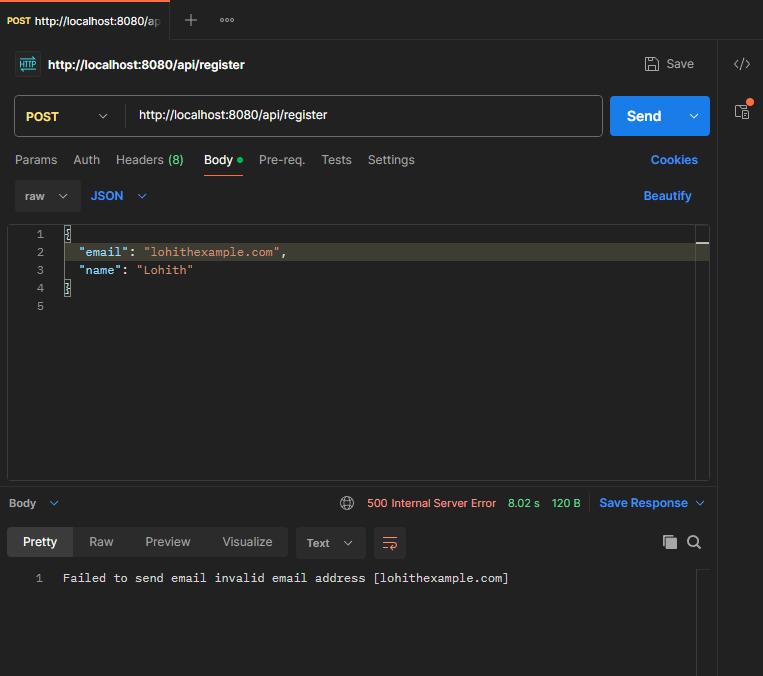 POST http://localhost:8080/ap
HTTP http://localhost:8080/api/register Save
POST http://localhost:8080/api/register Send
Params Auth Headers (8) Body Pre-req. Tests Settings Cookies
raw JSON Beautify
1 {
2 "email": "lohithexample.com",
3 "name": "Lohith"
4 }
5
Body 500 Internal Server Error 8.02 s 120 B Save Response
Pretty Raw Preview Visualize Text
1 Failed to send email invalid email address [lohithexample.com]